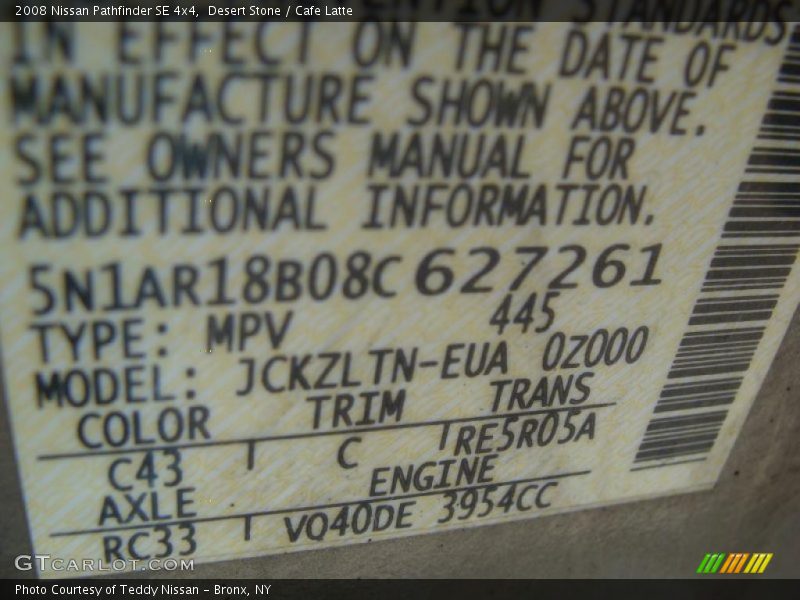 2008 Nissan Pathfinder SE 4x4, Desert Stone / Cafe Latte
STANDARDS
IN EFFECT ON THE DATE OF
MANUFACTURE SHOWN ABOVE.
SEE OWNERS MANUAL FOR
ADDITIONAL INFORMATION.
5N1AR18B08C627261
TYPE: MPV 445
MODEL: JCKZLTN-EUA 0Z000
COLOR TRIM TRANS
C43 C RE5R05A
AXLE ENGINE
RC33 VQ40DE 3954CC
GTcarlot.com
Photo Courtesy of Teddy Nissan - Bronx, NY